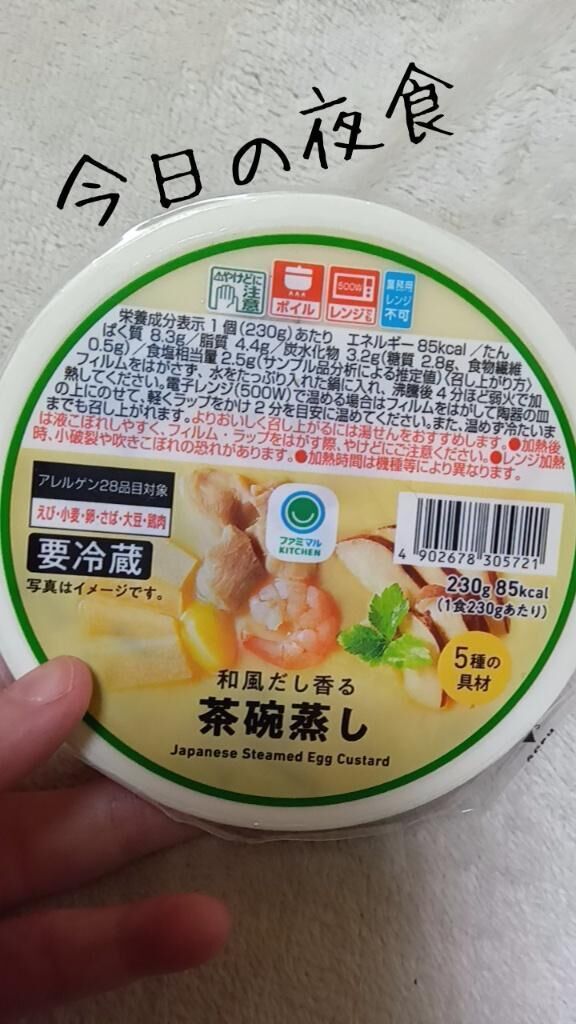 今日の夜食
⚠やけどに
注意
ボイル
500W
レンジでも
業務用
レンジ
不可
栄養成分表示 1個(230g)あたり エネルギー 85kcal/たん
ぱく質 8.3g/脂質 4.4g/炭水化物 3.2g(糖質 2.8g、食物繊維
0.5g)/食塩相当量 2.5g(サンプル品分析による推定値)〈召し上がり方〉
フィルムをはがさず、水をたっぷり入れた鍋に入れ、沸騰後4分ほど弱火で加
熱してください。電子レンジ(500W)で温める場合はフィルムをはがして陶器の皿
の上にのせて、軽くラップをかけ2分を目安に温めてください。また、温めず冷たいま
までも召し上がれます。よりおいしく召し上がるには湯せんをおすすめします。●加熱後
は液こぼれしやすく、フィルム・ラップをはがす際、やけどにご注意ください。●レンジ加熱
時、小破裂や吹きこぼれの恐れがあります。●加熱時間は機種等により異なります。
アレルゲン28品目対象
えび・小麦・卵・さば・大豆・鶏肉
要冷蔵
写真はイメージです。
ファミマル
KITCHEN
4 902678 305721
230g 85kcal
(1食230gあたり)
5種の
具材
和風だし香る
茶碗蒸し
Japanese Steamed Egg Custard